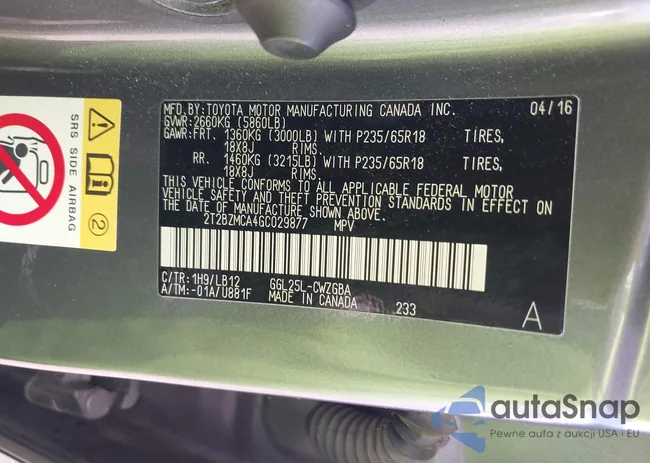 MFD.BY:TOYOTA MOTOR MANUFACTURING CANADA INC. 04/16
GVWR:2660KG (5860LB)
GAWR:FRT. 1360KG (3000LB) WITH P235/65R18 TIRES,
18X8J RIMS.
RR. 1460KG (3215LB) WITH P235/65R18 TIRES,
18X8J RIMS.
THIS VEHICLE CONFORMS TO ALL APPLICABLE FEDERAL MOTOR
VEHICLE SAFETY AND THEFT PREVENTION STANDARDS IN EFFECT
ON THE DATE OF MANUFACTURE SHOWN ABOVE.
2T2BZMCA4GC029877 MPV
C/TR: 1H9/LB12 GGL25L-CWZGBA
A/TM: -01A/U881F MADE IN CANADA 233
A
SRS SIDE AIRBAG
2
autaSnap
Pewne auta z aukcji USA i EU